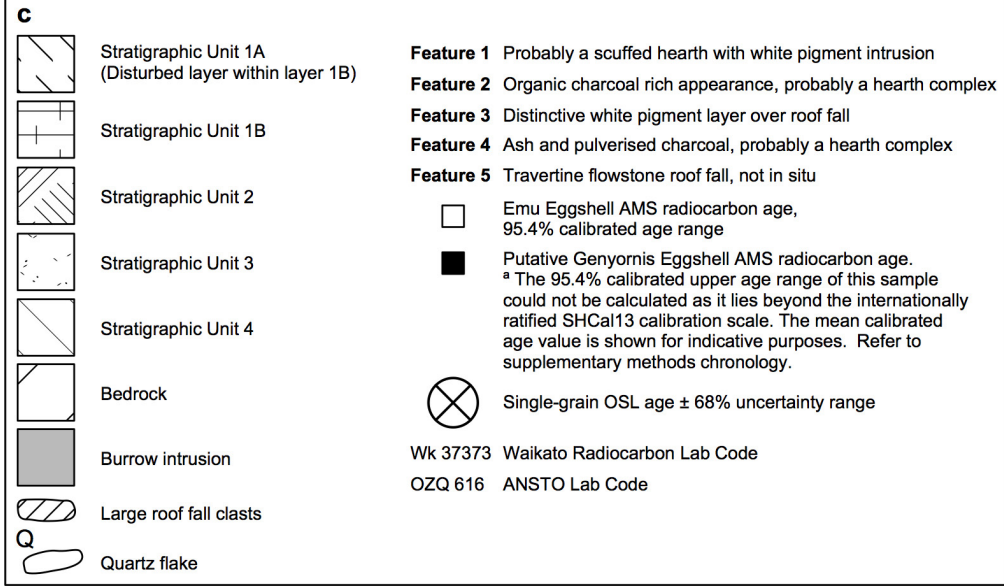 c
Stratigraphic Unit 1A
(Disturbed layer within layer 1B)
Stratigraphic Unit 1B
Stratigraphic Unit 2
Stratigraphic Unit 3
Stratigraphic Unit 4
Bedrock
Burrow intrusion
Large roof fall clasts
Q
Quartz flake
Feature 1 Probably a scuffed hearth with white pigment intrusion
Feature 2 Organic charcoal rich appearance, probably a hearth complex
Feature 3 Distinctive white pigment layer over roof fall
Feature 4 Ash and pulverised charcoal, probably a hearth complex
Feature 5 Travertine flowstone roof fall, not in situ
Emu Eggshell AMS radiocarbon age,
95.4% calibrated age range
Putative Genyornis Eggshell AMS radiocarbon age.
ᵃ The 95.4% calibrated upper age range of this sample
could not be calculated as it lies beyond the internationally
ratified SHCal13 calibration scale. The mean calibrated
age value is shown for indicative purposes. Refer to
supplementary methods chronology.
Single-grain OSL age ± 68% uncertainty range
Wk 37373 Waikato Radiocarbon Lab Code
OZQ 616 ANSTO Lab Code